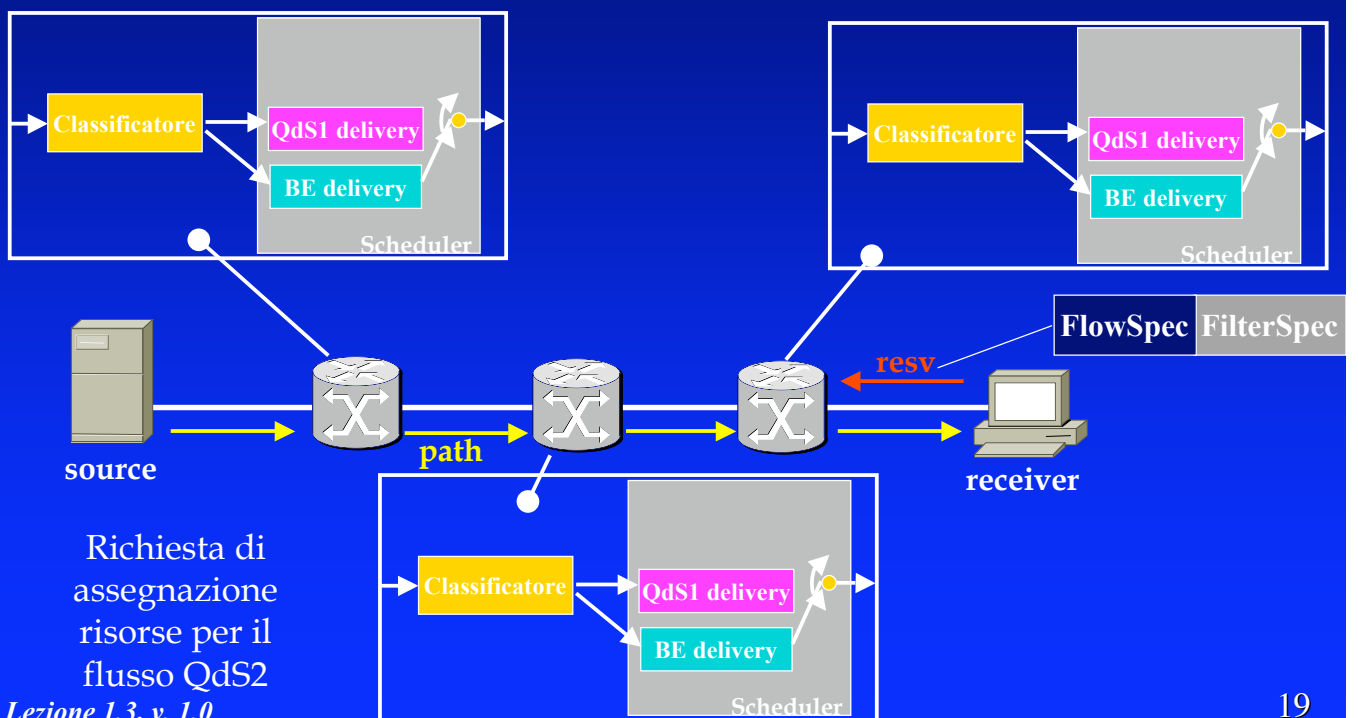 Classificatore
QdS1 delivery
BE delivery
Scheduler
Classificatore
QdS1 delivery
BE delivery
Scheduler
FlowSpec FilterSpec
resv
path
source
receiver
Classificatore
QdS1 delivery
BE delivery
Scheduler
Richiesta di
assegnazione
risorse per il
flusso QdS2
Lezione 1.3, v. 1.0
19